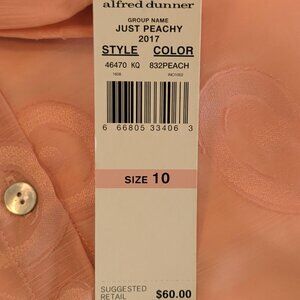 alfred dunner
GROUP NAME
JUST PEACHY
2017
STYLE COLOR
46470 KQ 832PEACH
6 66805 33406 3
SIZE 10
SUGGESTED
RETAIL $60.00